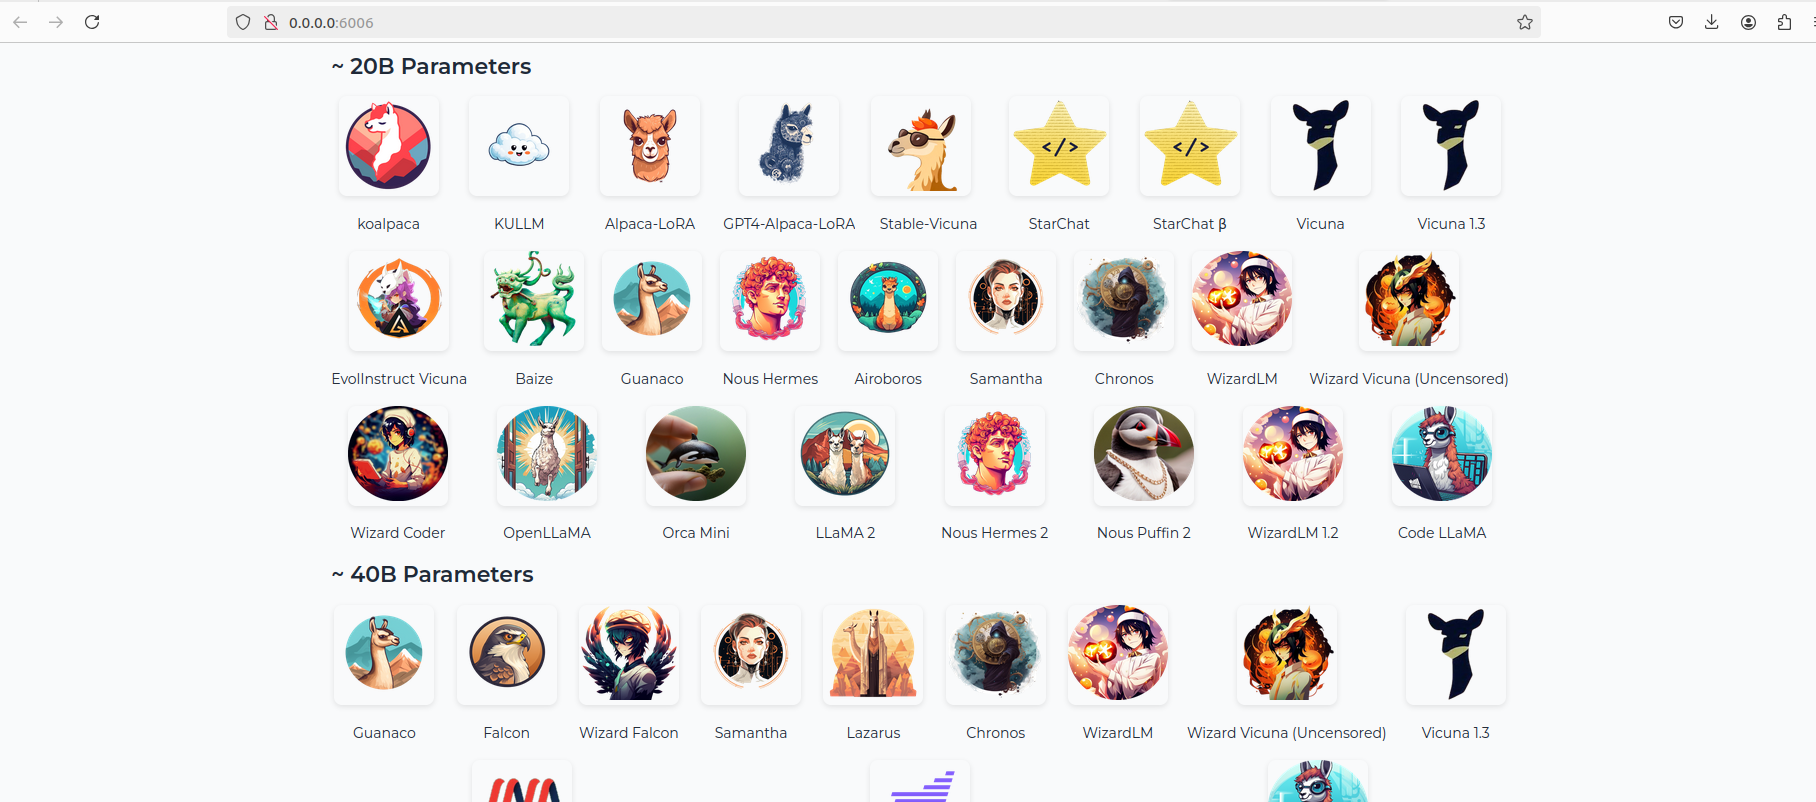 0.0.0.0:6006
~ 20B Parameters
koalpaca KULLM Alpaca-LoRA GPT4-Alpaca-LoRA Stable-Vicuna StarChat StarChat β Vicuna Vicuna 1.3
</>
</>
EvolInstruct Vicuna Baize Guanaco Nous Hermes Airoboros Samantha Chronos WizardLM Wizard Vicuna (Uncensored)
Wizard Coder OpenLLaMA Orca Mini LLaMA 2 Nous Hermes 2 Nous Puffin 2 WizardLM 1.2 Code LLaMA
~ 40B Parameters
Guanaco Falcon Wizard Falcon Samantha Lazarus Chronos WizardLM Wizard Vicuna (Uncensored) Vicuna 1.3